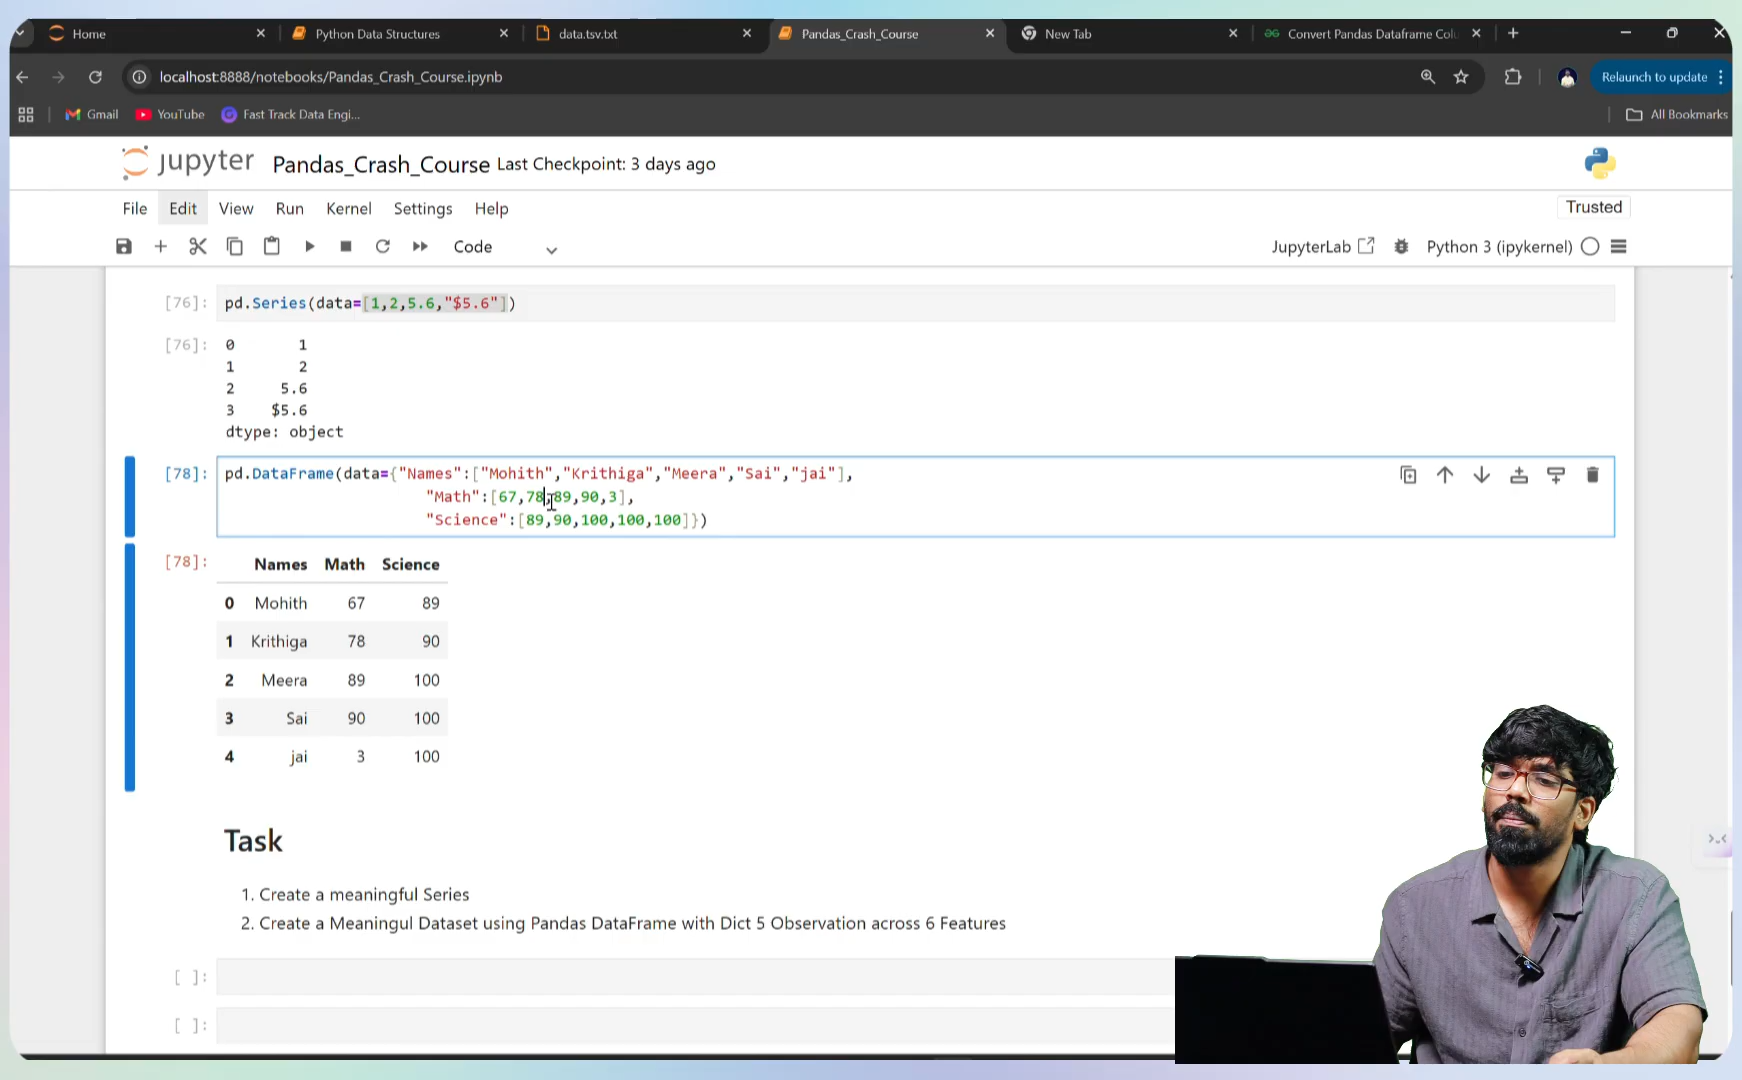 Home
Python Data Structures
data.tsv.txt
Pandas_Crash_Course
New Tab
Convert Pandas Dataframe Colu
localhost:8888/notebooks/Pandas_Crash_Course.ipynb
Relaunch to update
Gmail
YouTube
Fast Track Data Engi...
All Bookmarks
jupyter Pandas_Crash_Course Last Checkpoint: 3 days ago
File Edit View Run Kernel Settings Help
Trusted
Code
JupyterLab
Python 3 (ipykernel)
[76]: pd.Series(data=[1,2,5.6,"$5.6"])
[76]: 0 1
1 2
2 5.6
3 $5.6
dtype: object
[78]: pd.DataFrame(data={"Names":["Mohith","Krithiga","Meera","Sai","jai"],
"Math":[67,78,89,90,3],
"Science":[89,90,100,100,100]})
[78]: Names Math Science
0 Mohith 67 89
1 Krithiga 78 90
2 Meera 89 100
3 Sai 90 100
4 jai 3 100
Task
1. Create a meaningful Series
2. Create a Meaningul Dataset using Pandas DataFrame with Dict 5 Observation across 6 Features
[ ]:
[ ]: